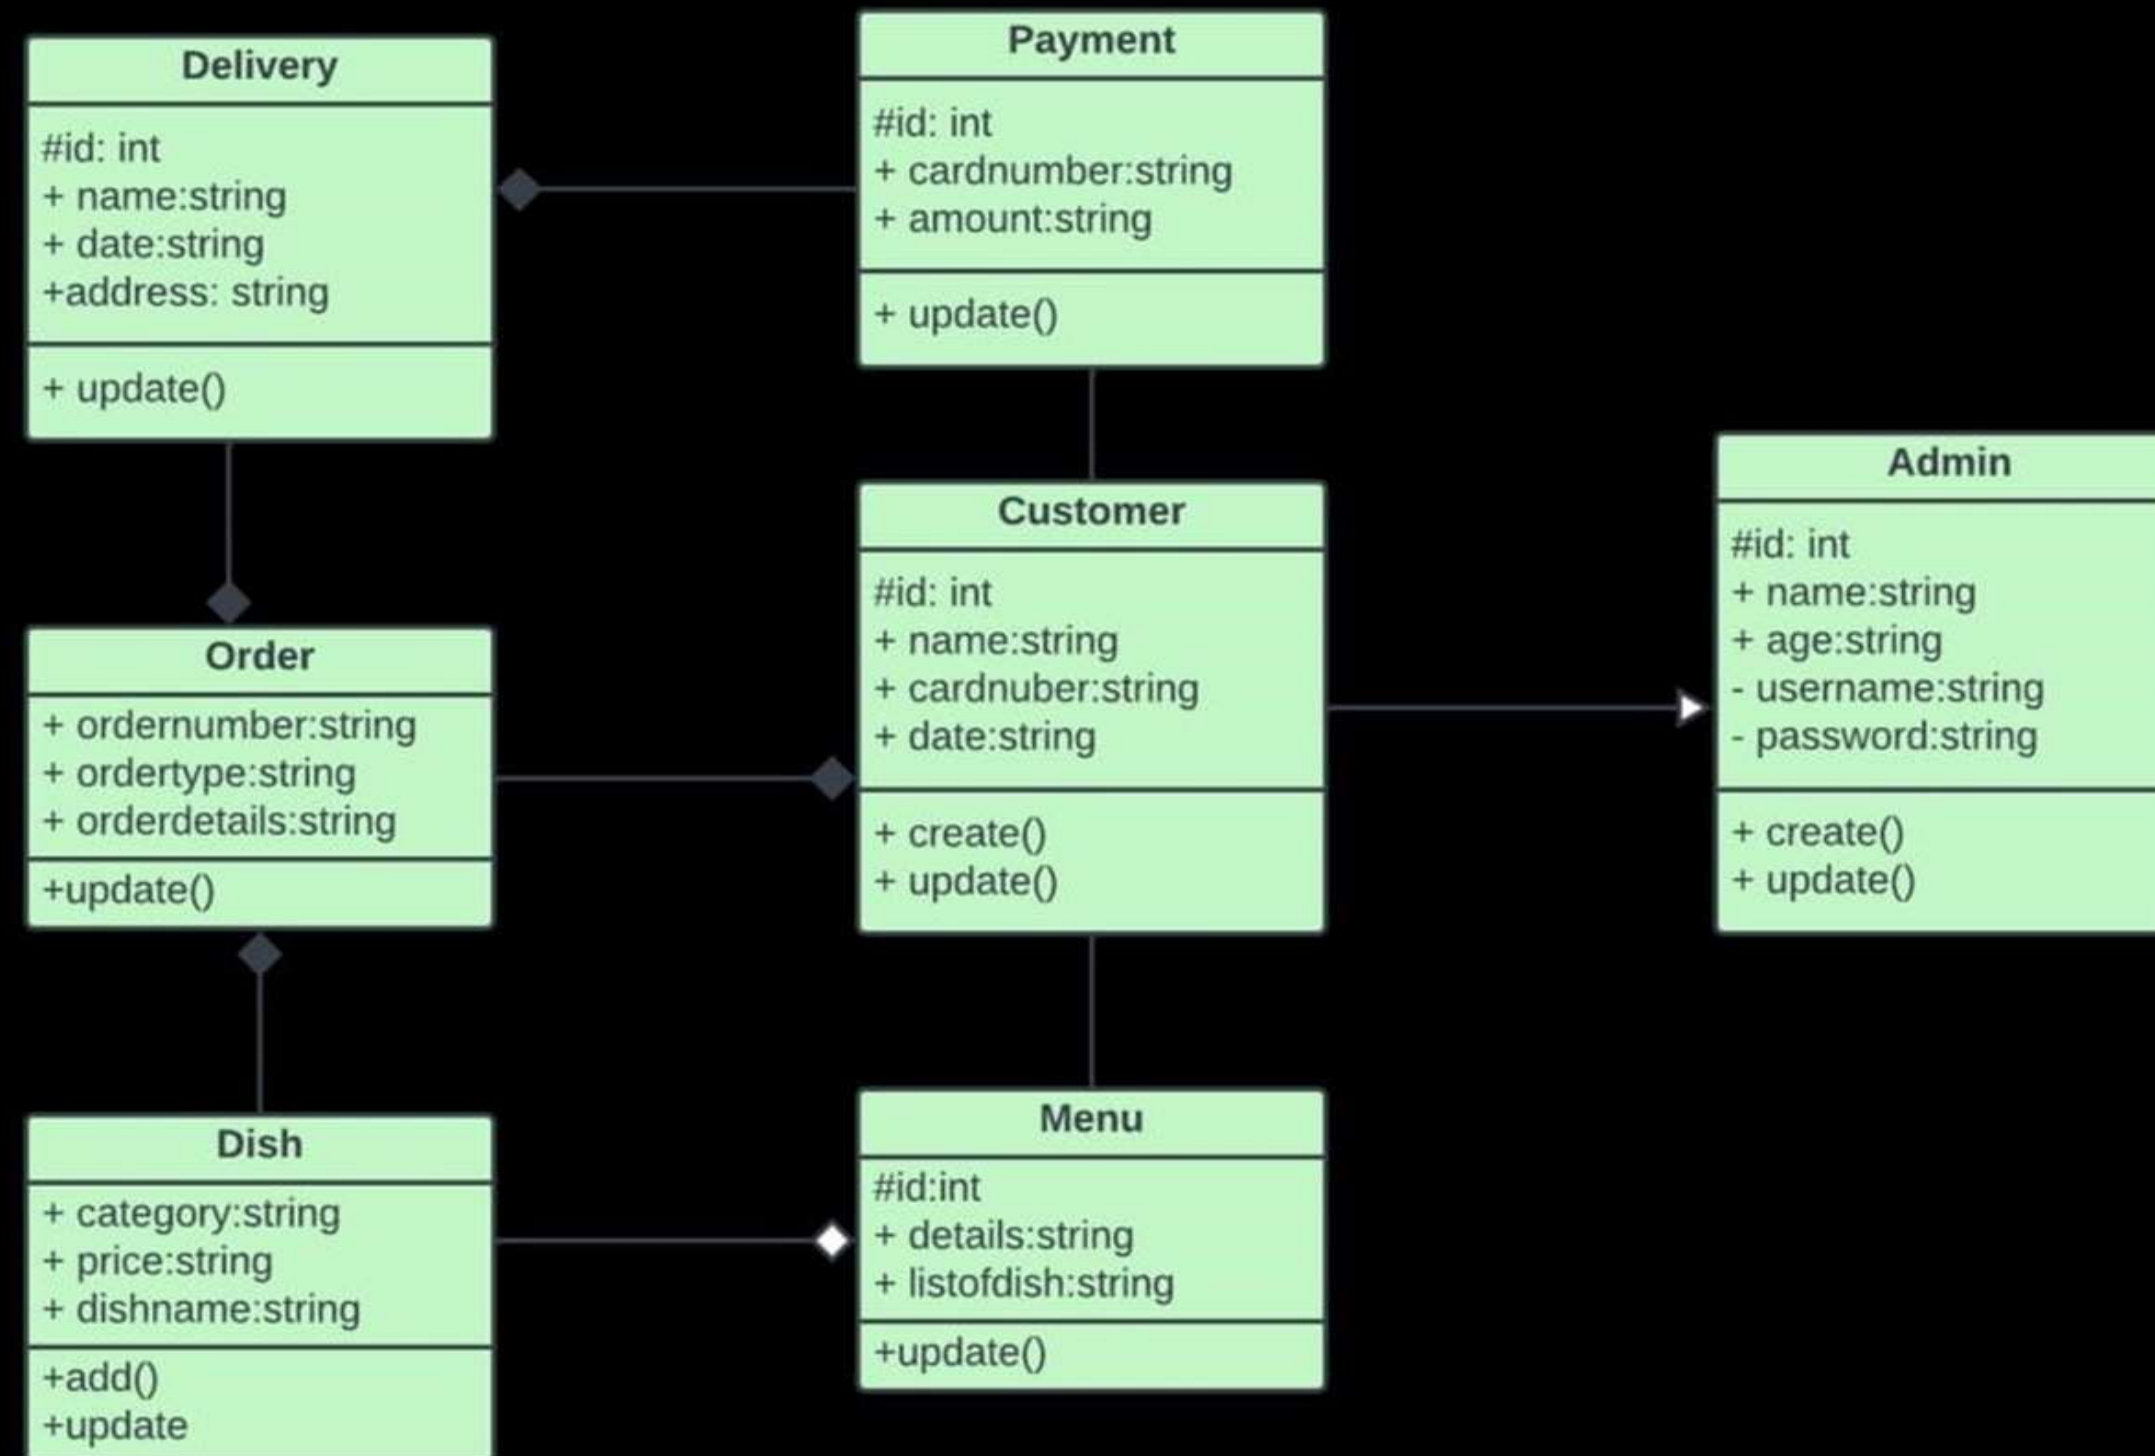 Delivery
#id: int
+ name:string
+ date:string
+address: string
+ update()
Payment
#id: int
+ cardnumber:string
+ amount:string
+ update()
Customer
#id: int
+ name:string
+ cardnuber:string
+ date:string
+ create()
+ update()
Admin
#id: int
+ name:string
+ age:string
- username:string
- password:string
+ create()
+ update()
Order
+ ordernumber:string
+ ordertype:string
+ orderdetails:string
+update()
Dish
+ category:string
+ price:string
+ dishname:string
+add()
+update
Menu
#id:int
+ details:string
+ listofdish:string
+update()